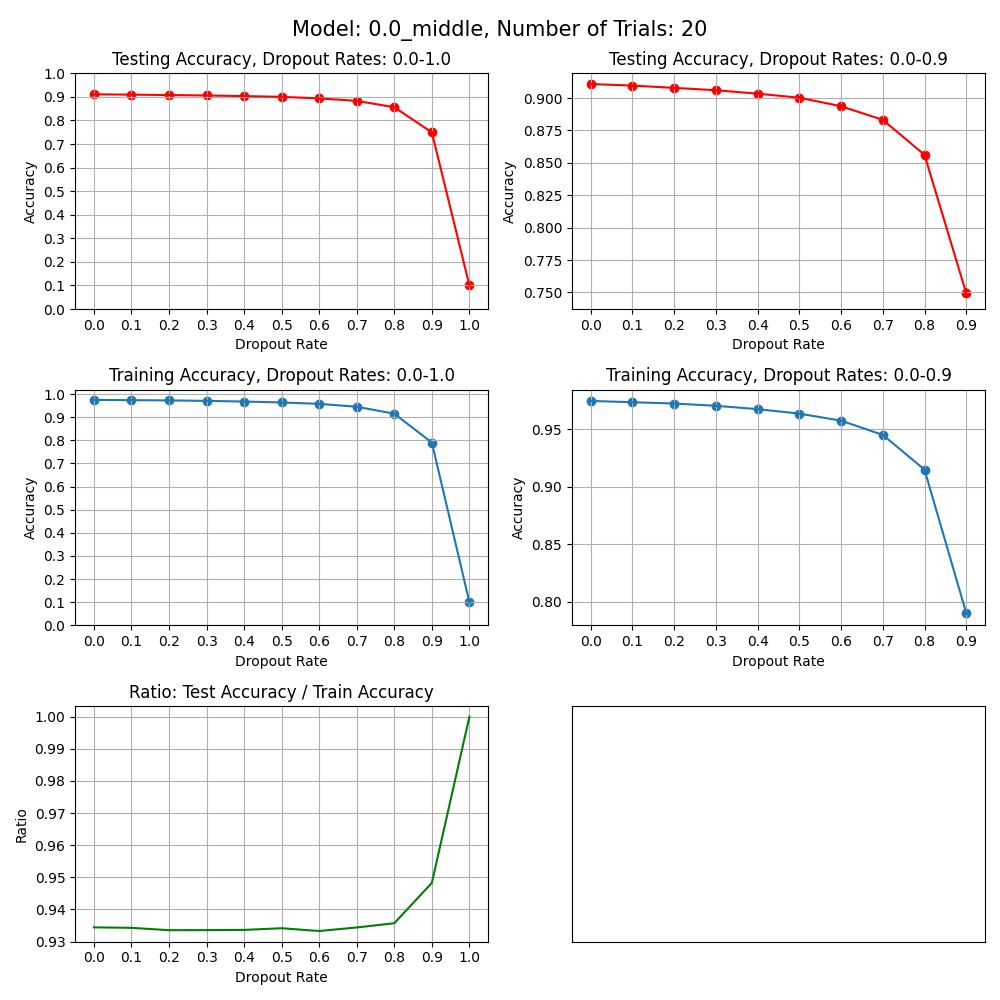 Model: 0.0_middle, Number of Trials: 20
Testing Accuracy, Dropout Rates: 0.0-1.0
1.0
0.9
0.8
0.7
0.6
0.5
0.4
0.3
0.2
0.1
0.0
Accuracy
0.0 0.1 0.2 0.3 0.4 0.5 0.6 0.7 0.8 0.9 1.0
Dropout Rate
Testing Accuracy, Dropout Rates: 0.0-0.9
0.900
0.875
0.850
0.825
0.800
0.775
0.750
Accuracy
0.0 0.1 0.2 0.3 0.4 0.5 0.6 0.7 0.8 0.9
Dropout Rate
Training Accuracy, Dropout Rates: 0.0-1.0
1.0
0.9
0.8
0.7
0.6
0.5
0.4
0.3
0.2
0.1
0.0
Accuracy
0.0 0.1 0.2 0.3 0.4 0.5 0.6 0.7 0.8 0.9 1.0
Dropout Rate
Training Accuracy, Dropout Rates: 0.0-0.9
0.95
0.90
0.85
0.80
Accuracy
0.0 0.1 0.2 0.3 0.4 0.5 0.6 0.7 0.8 0.9
Dropout Rate
Ratio: Test Accuracy / Train Accuracy
1.00
0.99
0.98
0.97
0.96
0.95
0.94
0.93
Ratio
0.0 0.1 0.2 0.3 0.4 0.5 0.6 0.7 0.8 0.9 1.0
Dropout Rate